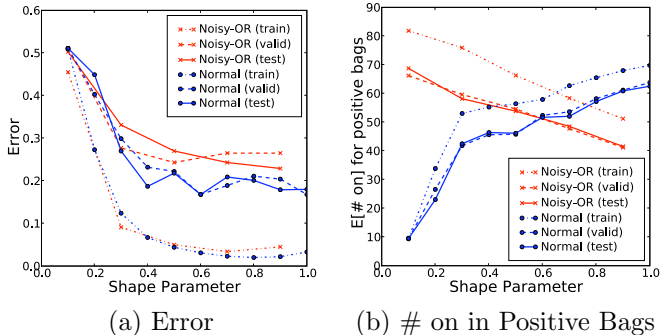 0.6
0.5
0.4
0.3
0.2
0.1
0.0
Error
0.0 0.2 0.4 0.6 0.8 1.0
Shape Parameter
Noisy-OR (train)
Noisy-OR (valid)
Noisy-OR (test)
Normal (train)
Normal (valid)
Normal (test)
(a) Error
90
80
70
60
50
40
30
20
10
0
E[# on] for positive bags
0.0 0.2 0.4 0.6 0.8 1.0
Shape Parameter
Noisy-OR (train)
Noisy-OR (valid)
Noisy-OR (test)
Normal (train)
Normal (valid)
Normal (test)
(b) # on in Positive Bags